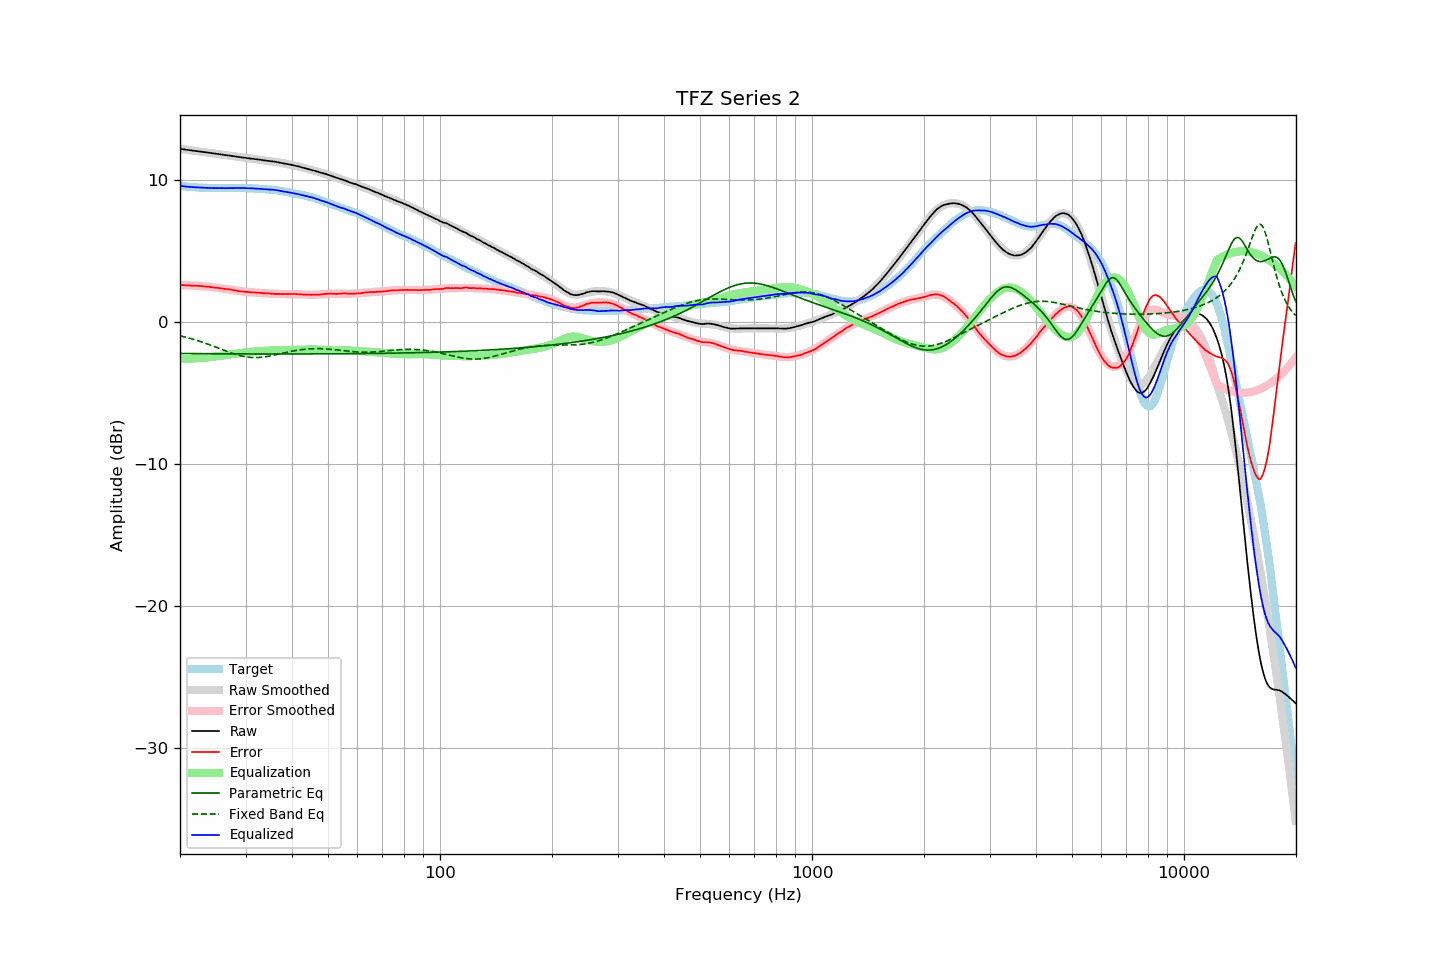 TFZ Series 2
Amplitude (dBr)
10
0
−10
−20
−30
Target
Raw Smoothed
Error Smoothed
Raw
Error
Equalization
Parametric Eq
Fixed Band Eq
Equalized
100
1000
10000
Frequency (Hz)